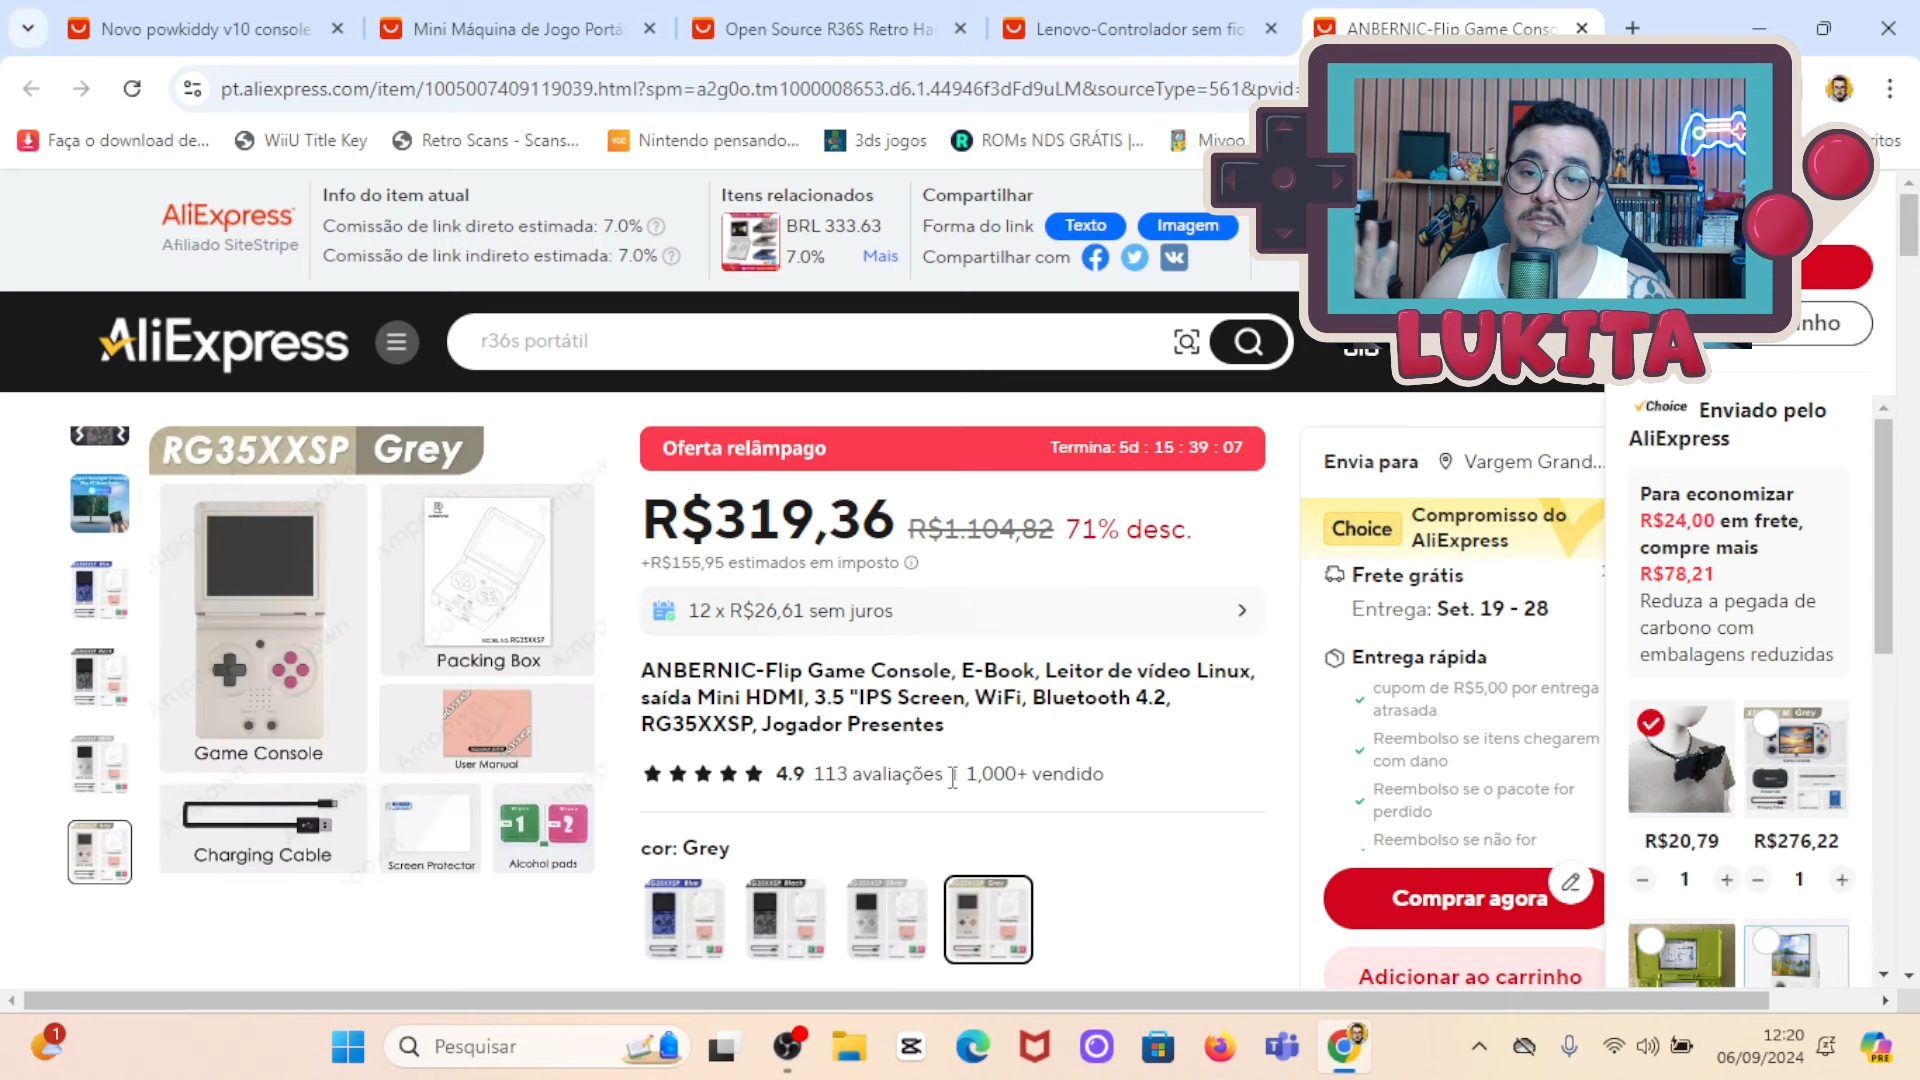 Novo powkiddy v10 console
Mini Máquina de Jogo Portá
Open Source R36S Retro Ha
Lenovo-Controlador sem fio
ANBERNIC-Flip Game Conso
pt.aliexpress.com/item/1005007409119039.html?spm=a2g0o.tm1000008653.d6.1.44946f3dFd9uLM&sourceType=561&pvid=
Faça o download de...
WiiU Title Key
Retro Scans - Scans...
Nintendo pensando...
3ds jogos
ROMs NDS GRÁTIS |...
Miyoo
itos
AliExpress
Afiliado SiteStripe
Info do item atual
Comissão de link direto estimada: 7.0%
Comissão de link indireto estimada: 7.0%
Itens relacionados
BRL 333.63
7.0%
Mais
Compartilhar
Forma do link
Texto
Imagem
Compartilhar com
LUKITA
AliExpress
r36s portátil
nho
RG35XXSP Grey
Game Console
Packing Box
User Manual
Charging Cable
Screen Protector
Alcohol pads
Oferta relâmpago
Termina: 5d : 15 : 39 : 07
R$319,36
R$1.104,82
71% desc.
+R$155,95 estimados em imposto
12 x R$26,61 sem juros
ANBERNIC-Flip Game Console, E-Book, Leitor de vídeo Linux,
saída Mini HDMI, 3.5 "IPS Screen, WiFi, Bluetooth 4.2,
RG35XXSP, Jogador Presentes
4.9 113 avaliações 1,000+ vendido
cor: Grey
Envia para Vargem Grand...
Choice
Compromisso do
AliExpress
Frete grátis
Entrega: Set. 19 - 28
Entrega rápida
cupom de R$5,00 por entrega
atrasada
Reembolso se itens chegarem
com dano
Reembolso se o pacote for
perdido
Reembolso se não for
Comprar agora
Adicionar ao carrinho
Choice Enviado pelo
AliExpress
Para economizar
R$24,00 em frete,
compre mais
R$78,21
Reduza a pegada de
carbono com
embalagens reduzidas
R$20,79
R$276,22
1
1
1
Pesquisar
12:20
06/09/2024
PRE